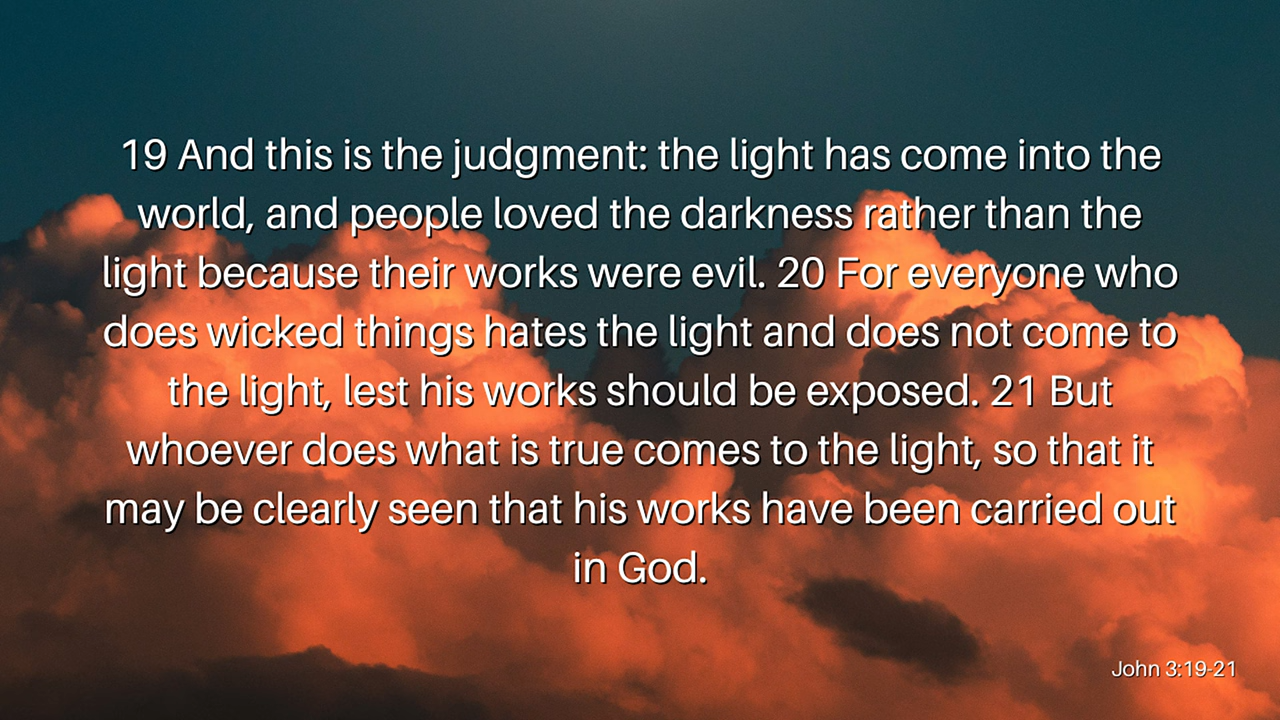 19 And this is the judgment: the light has come into the
world, and people loved the darkness rather than the
light because their works were evil. 20 For everyone who
does wicked things hates the light and does not come to
the light, lest his works should be exposed. 21 But
whoever does what is true comes to the light, so that it
may be clearly seen that his works have been carried out
in God.
John 3:19-21